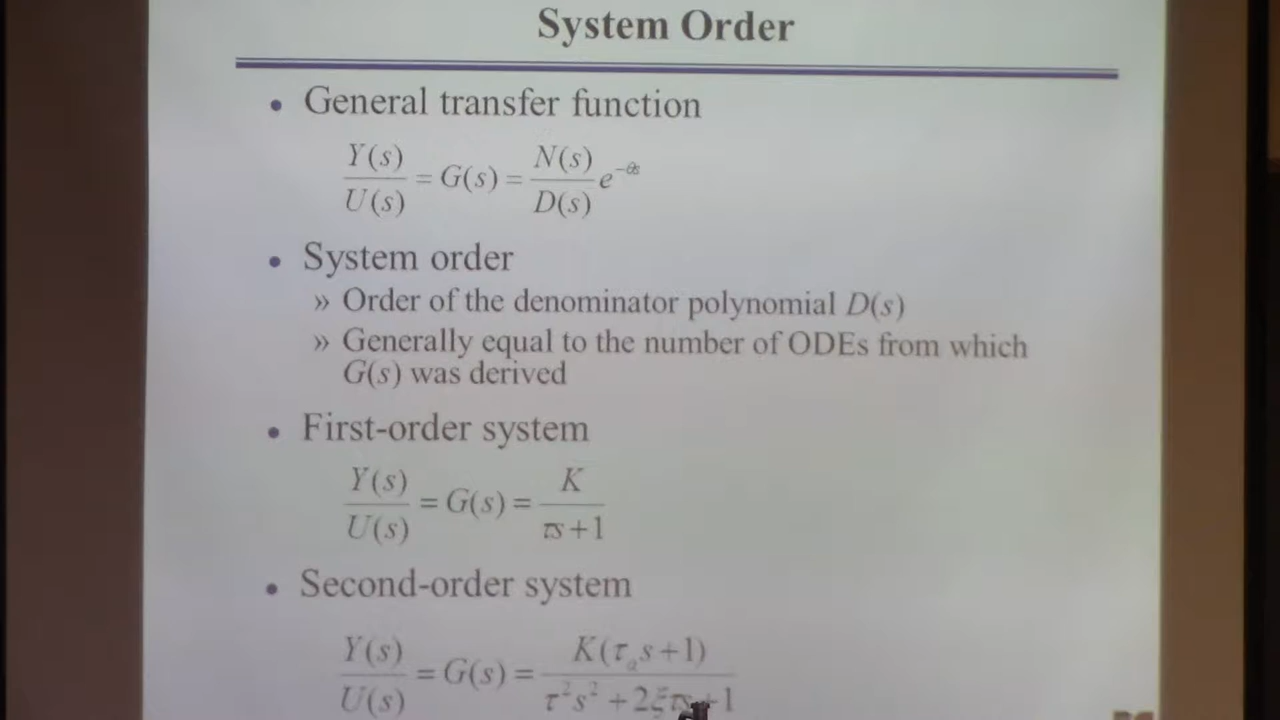 System Order
• General transfer function
Y(s)/U(s) = G(s) = N(s)/D(s) e^{-θs}
• System order
» Order of the denominator polynomial D(s)
» Generally equal to the number of ODEs from which
G(s) was derived
• First-order system
Y(s)/U(s) = G(s) = K/(τs+1)
• Second-order system
Y(s)/U(s) = G(s) = K(τ_a s+1)/(τ²s²+2ξτs+1)